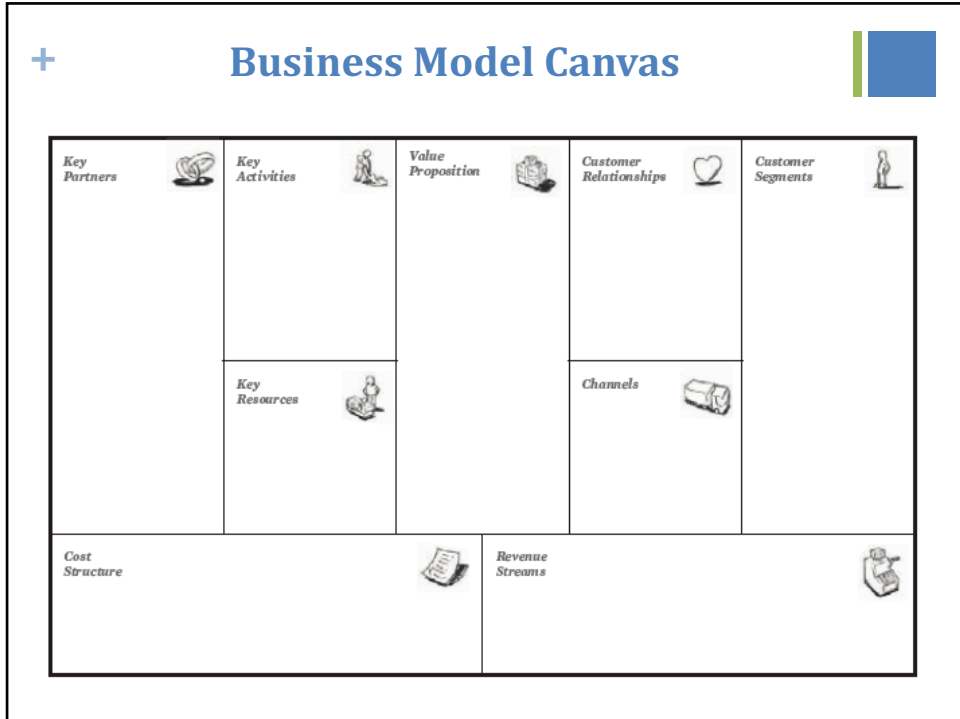 +
Business Model Canvas
Key
Partners
Key
Activities
Value
Proposition
Customer
Relationships
Customer
Segments
Key
Resources
Channels
Cost
Structure
Revenue
Streams